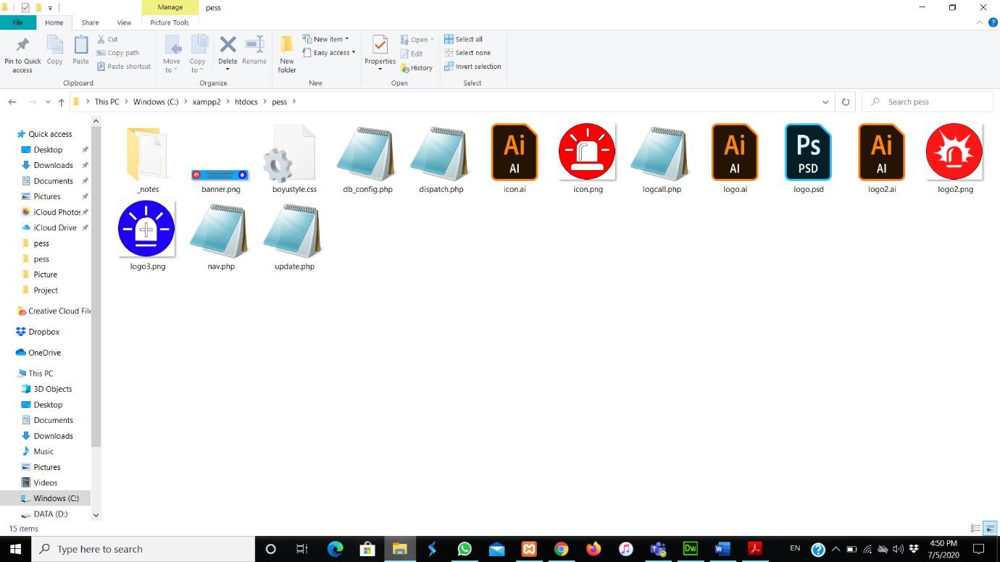 Manage
pess
File
Home
Share
View
Picture Tools
Pin to Quick access
Copy
Paste
Cut
Copy path
Paste shortcut
Clipboard
Move to
Copy to
Delete
Rename
Organize
New folder
New item
Easy access
New
Properties
Open
Edit
History
Open
Select all
Select none
Invert selection
Select
This PC
Windows (C:)
xampp2
htdocs
pess
Search pess
Quick access
Desktop
Downloads
Documents
Pictures
iCloud Photos
iCloud Drive
pess
pess
Picture
Project
Creative Cloud File
Dropbox
OneDrive
This PC
3D Objects
Desktop
Documents
Downloads
Music
Pictures
Videos
Windows (C:)
DATA (D:)
_notes
banner.png
boyustyle.css
db_config.php
dispatch.php
Ai
AI
icon.ai
icon.png
logcall.php
Ai
AI
logo.ai
Ps
PSD
logo.psd
Ai
AI
logo2.ai
logo2.png
logo3.png
nav.php
update.php
15 items
Type here to search
Dw
EN
4:50 PM
7/5/2020